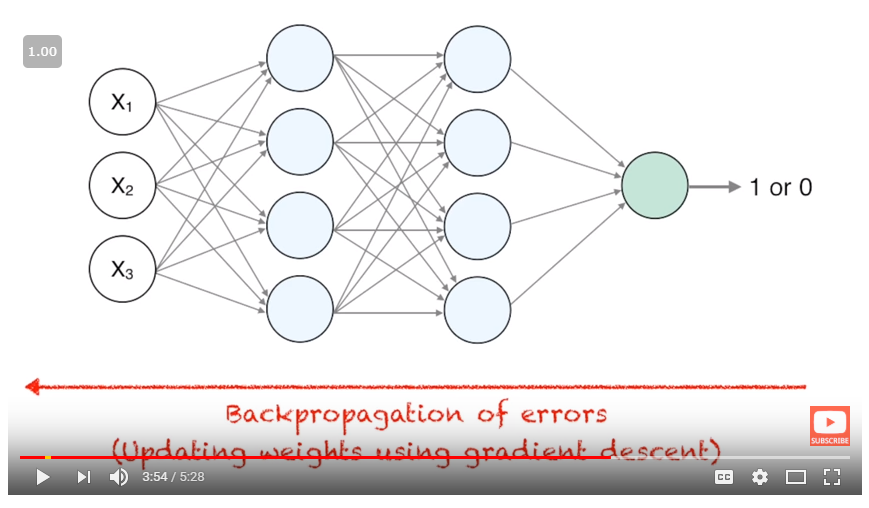 1.00
X₁
X₂
X₃
1 or 0
Backpropagation of errors
(Updating weights using gradient descent)
SUBSCRIBE
3:54 / 5:28
CC